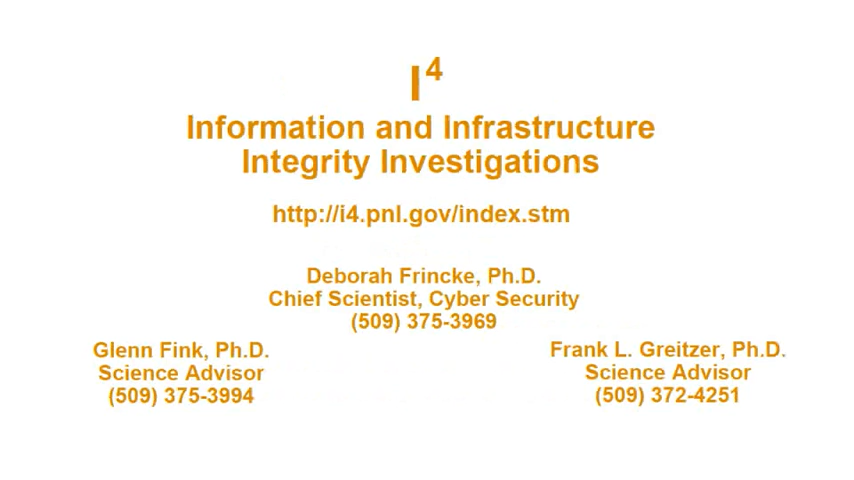 I⁴
Information and Infrastructure
Integrity Investigations
http://i4.pnl.gov/index.stm
Deborah Frincke, Ph.D.
Chief Scientist, Cyber Security
(509) 375-3969
Glenn Fink, Ph.D.
Science Advisor
(509) 375-3994
Frank L. Greitzer, Ph.D.
Science Advisor
(509) 372-4251